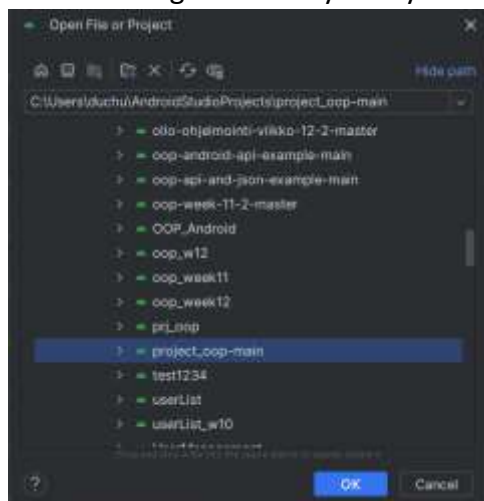 Open File or Project
Hide path
C:\Users\duchu\AndroidStudioProjects\project_oop-main
olio-ohjelmointi-viikko-12-2-master
oop-android-api-example-main
oop-api-and-json-example-main
oop-week-11-2-master
OOP_Android
oop_w12
oop_week11
oop_week12
prj_oop
project_oop-main
test1234
userList
userList_w10
?
OK
Cancel